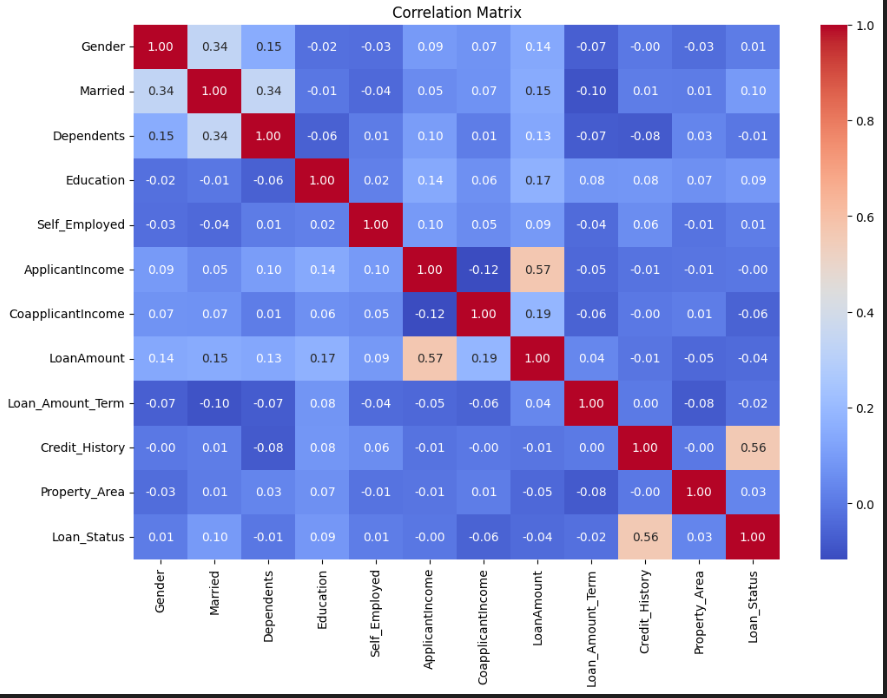 Correlation Matrix
Gender 1.00 0.34 0.15 -0.02 -0.03 0.09 0.07 0.14 -0.07 -0.00 -0.03 0.01
Married 0.34 1.00 0.34 -0.01 -0.04 0.05 0.07 0.15 -0.10 0.01 0.01 0.10
Dependents 0.15 0.34 1.00 -0.06 0.01 0.10 0.01 0.13 -0.07 -0.08 0.03 -0.01
Education -0.02 -0.01 -0.06 1.00 0.02 0.14 0.06 0.17 0.08 0.08 0.07 0.09
Self_Employed -0.03 -0.04 0.01 0.02 1.00 0.10 0.05 0.09 -0.04 0.06 -0.01 0.01
ApplicantIncome 0.09 0.05 0.10 0.14 0.10 1.00 -0.12 0.57 -0.05 -0.01 -0.01 -0.00
CoapplicantIncome 0.07 0.07 0.01 0.06 0.05 -0.12 1.00 0.19 -0.06 -0.00 0.01 -0.06
LoanAmount 0.14 0.15 0.13 0.17 0.09 0.57 0.19 1.00 0.04 -0.01 -0.05 -0.04
Loan_Amount_Term -0.07 -0.10 -0.07 0.08 -0.04 -0.05 -0.06 0.04 1.00 0.00 -0.08 -0.02
Credit_History -0.00 0.01 -0.08 0.08 0.06 -0.01 -0.00 -0.01 0.00 1.00 -0.00 0.56
Property_Area -0.03 0.01 0.03 0.07 -0.01 -0.01 0.01 -0.05 -0.08 -0.00 1.00 0.03
Loan_Status 0.01 0.10 -0.01 0.09 0.01 -0.00 -0.06 -0.04 -0.02 0.56 0.03 1.00
Gender
Married
Dependents
Education
Self_Employed
ApplicantIncome
CoapplicantIncome
LoanAmount
Loan_Amount_Term
Credit_History
Property_Area
Loan_Status
1.0
0.8
0.6
0.4
0.2
0.0